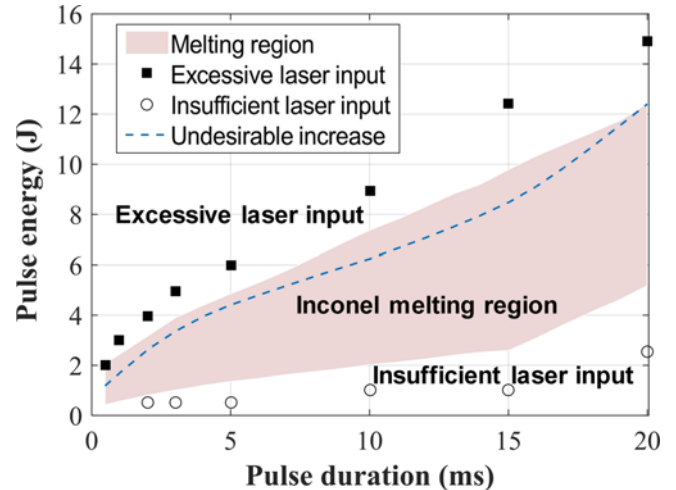 16
14
12
10
8
6
4
2
0
Pulse energy (J)
Melting region
Excessive laser input
Insufficient laser input
Undesirable increase
Excessive laser input
Inconel melting region
Insufficient laser input
0 5 10 15 20
Pulse duration (ms)